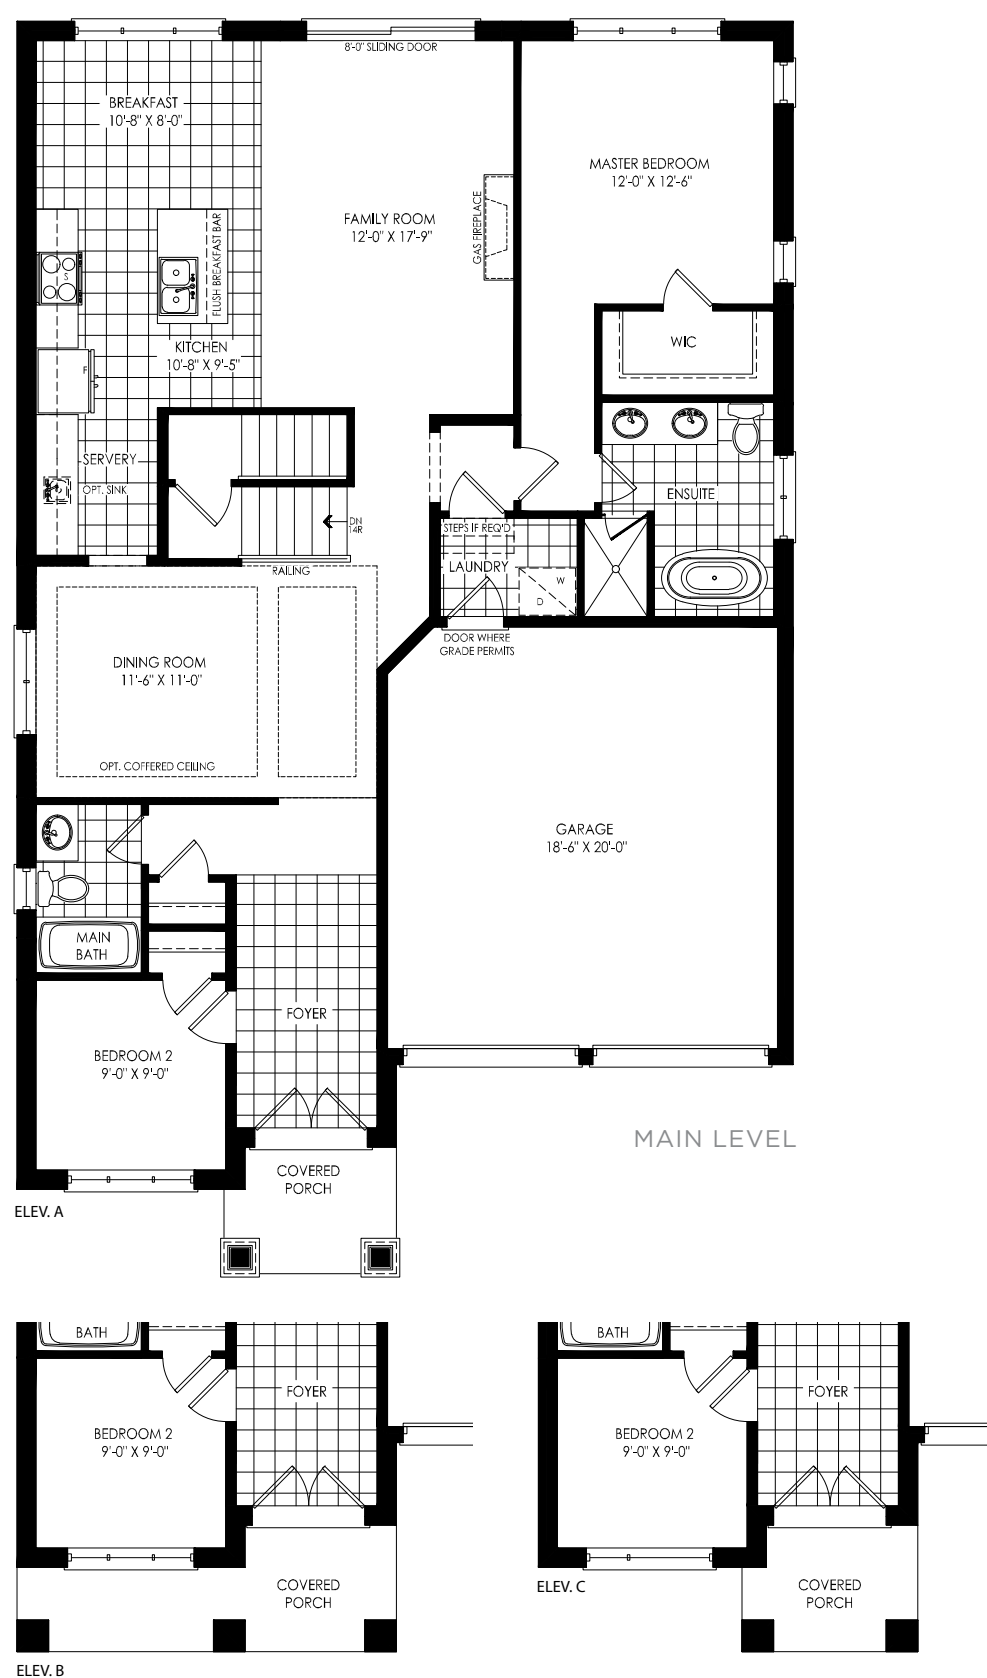 8'-0" SLIDING DOOR
BREAKFAST
10'-8" X 8'-0"
MASTER BEDROOM
12'-0" X 12'-6"
FAMILY ROOM
12'-0" X 17'-9"
GAS FIREPLACE
FLUSH BREAKFAST BAR
S
KITCHEN
10'-8" X 9'-5"
F
WIC
SERVERY
OPT. SINK
ENSUITE
DN
14R
STEPS IF REQ'D
LAUNDRY
W
D
RAILING
DOOR WHERE
GRADE PERMITS
DINING ROOM
11'-6" X 11'-0"
OPT. COFFERED CEILING
GARAGE
18'-6" X 20'-0"
MAIN
BATH
FOYER
BEDROOM 2
9'-0" X 9'-0"
MAIN LEVEL
COVERED
PORCH
ELEV. A
BATH
FOYER
BEDROOM 2
9'-0" X 9'-0"
COVERED
PORCH
ELEV. B
BATH
FOYER
BEDROOM 2
9'-0" X 9'-0"
ELEV. C
COVERED
PORCH